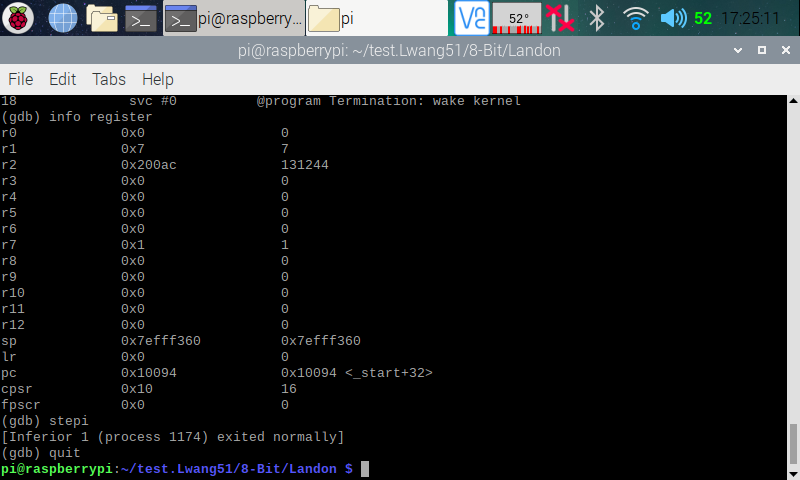 pi@raspberry... pi 52° 52 17:25:11
pi@raspberrypi: ~/test.Lwang51/8-Bit/Landon
File Edit Tabs Help
18 svc #0 @program Termination: wake kernel
(gdb) info register
r0 0x0 0
r1 0x7 7
r2 0x200ac 131244
r3 0x0 0
r4 0x0 0
r5 0x0 0
r6 0x0 0
r7 0x1 1
r8 0x0 0
r9 0x0 0
r10 0x0 0
r11 0x0 0
r12 0x0 0
sp 0x7efff360 0x7efff360
lr 0x0 0
pc 0x10094 0x10094 <_start+32>
cpsr 0x10 16
fpscr 0x0 0
(gdb) stepi
[Inferior 1 (process 1174) exited normally]
(gdb) quit
pi@raspberrypi:~/test.Lwang51/8-Bit/Landon $